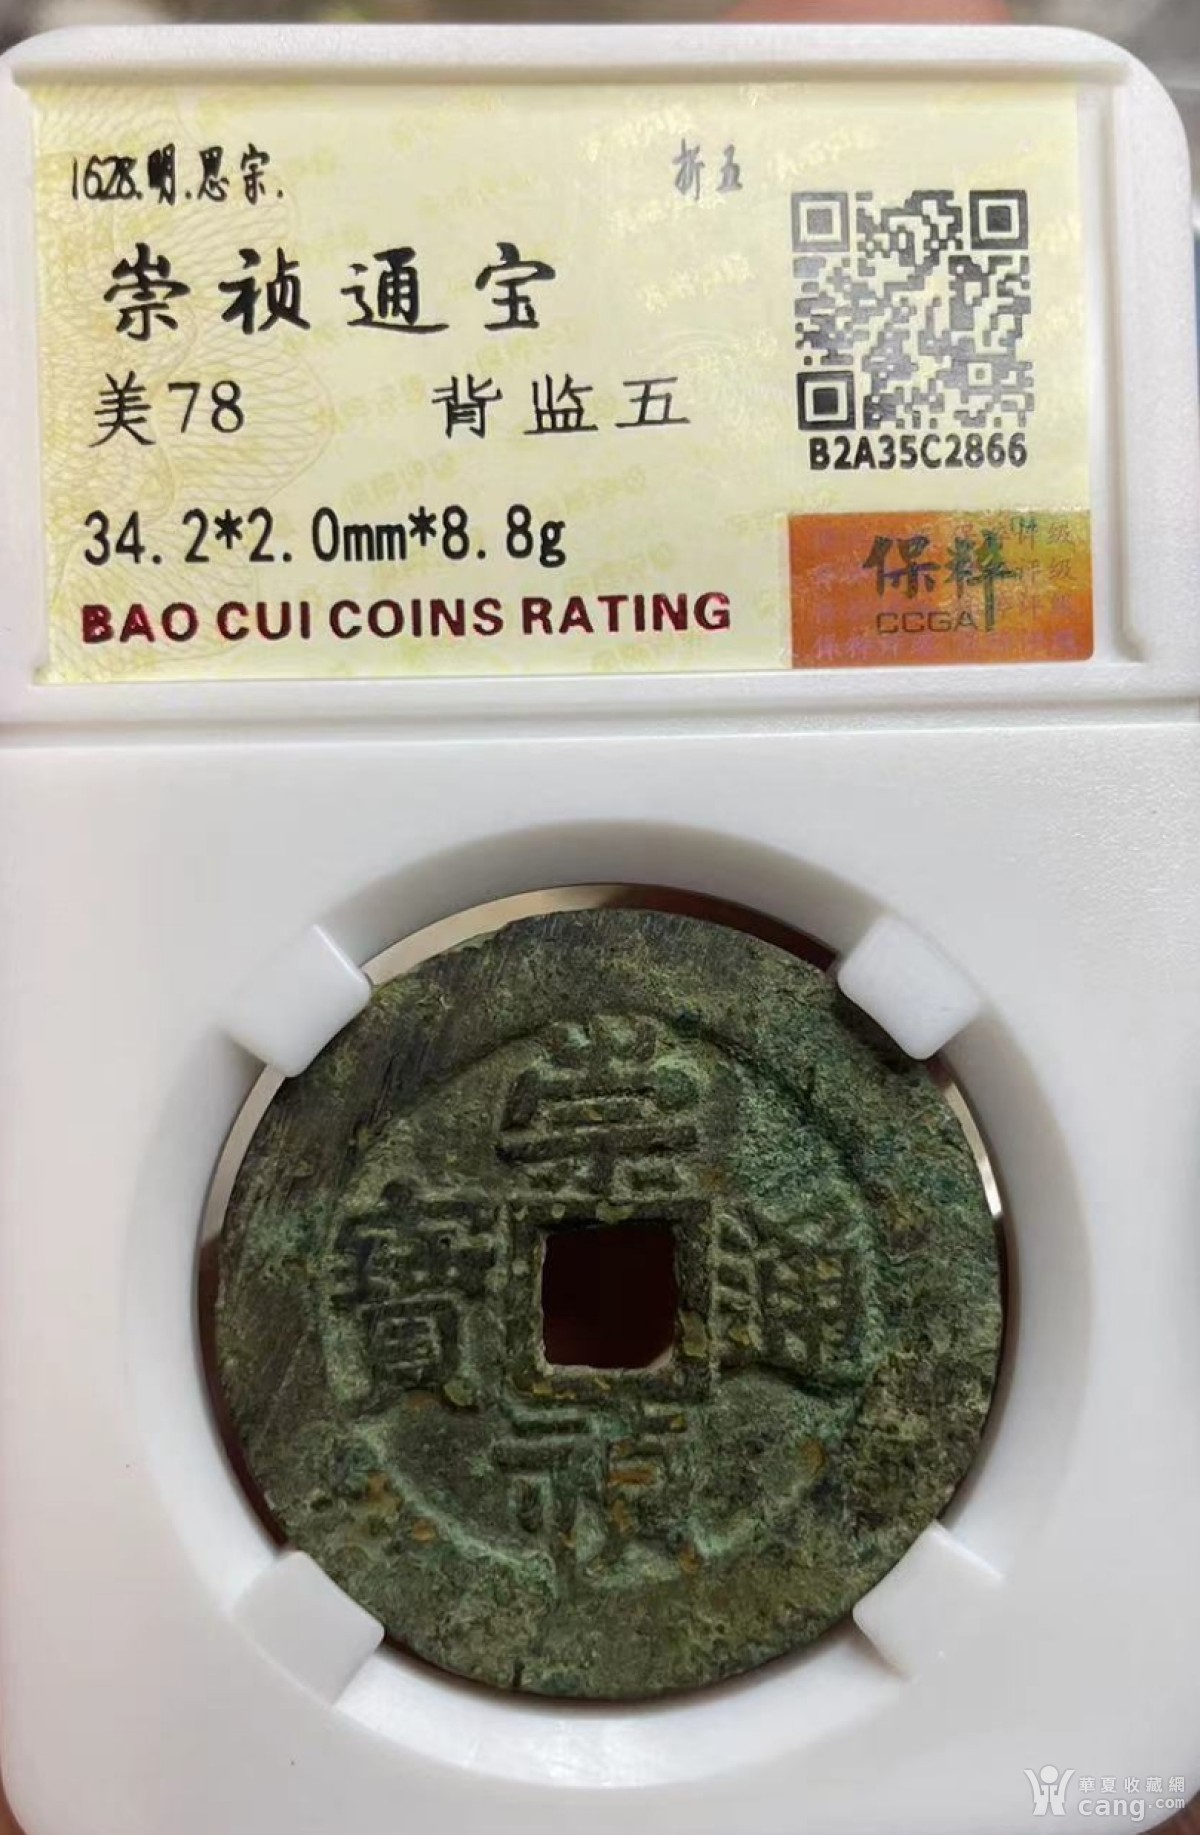 1628.明.思宗. 折五
崇祯通宝
美78 背监五
B2A35C2866
34.2*2.0mm*8.8g
保粹
CCGA
BAO CUI COINS RATING
崇
寶 通
祯
華夏收藏網
cang.com